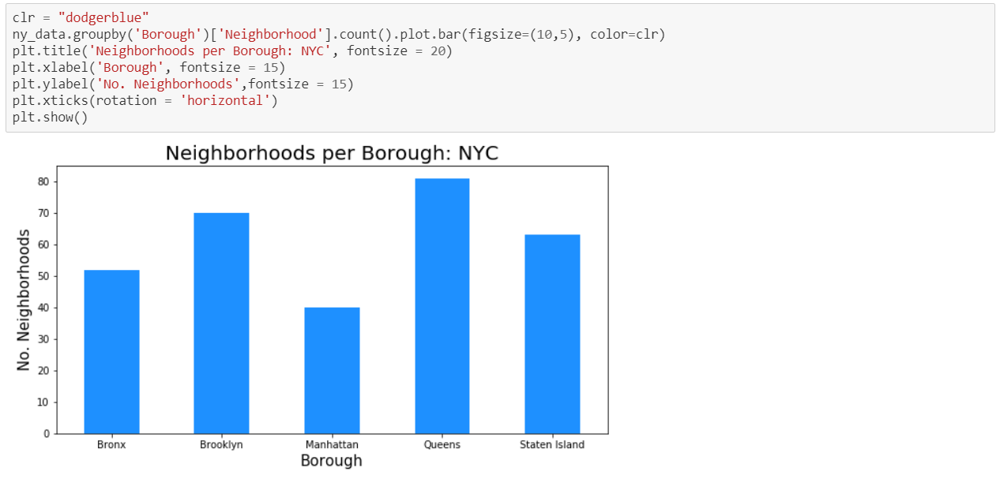 clr = "dodgerblue"
ny_data.groupby('Borough')['Neighborhood'].count().plot.bar(figsize=(10,5), color=clr)
plt.title('Neighborhoods per Borough: NYC', fontsize = 20)
plt.xlabel('Borough', fontsize = 15)
plt.ylabel('No. Neighborhoods',fontsize = 15)
plt.xticks(rotation = 'horizontal')
plt.show()
Neighborhoods per Borough: NYC
No. Neighborhoods
80
70
60
50
40
30
20
10
0
Bronx Brooklyn Manhattan Queens Staten Island
Borough